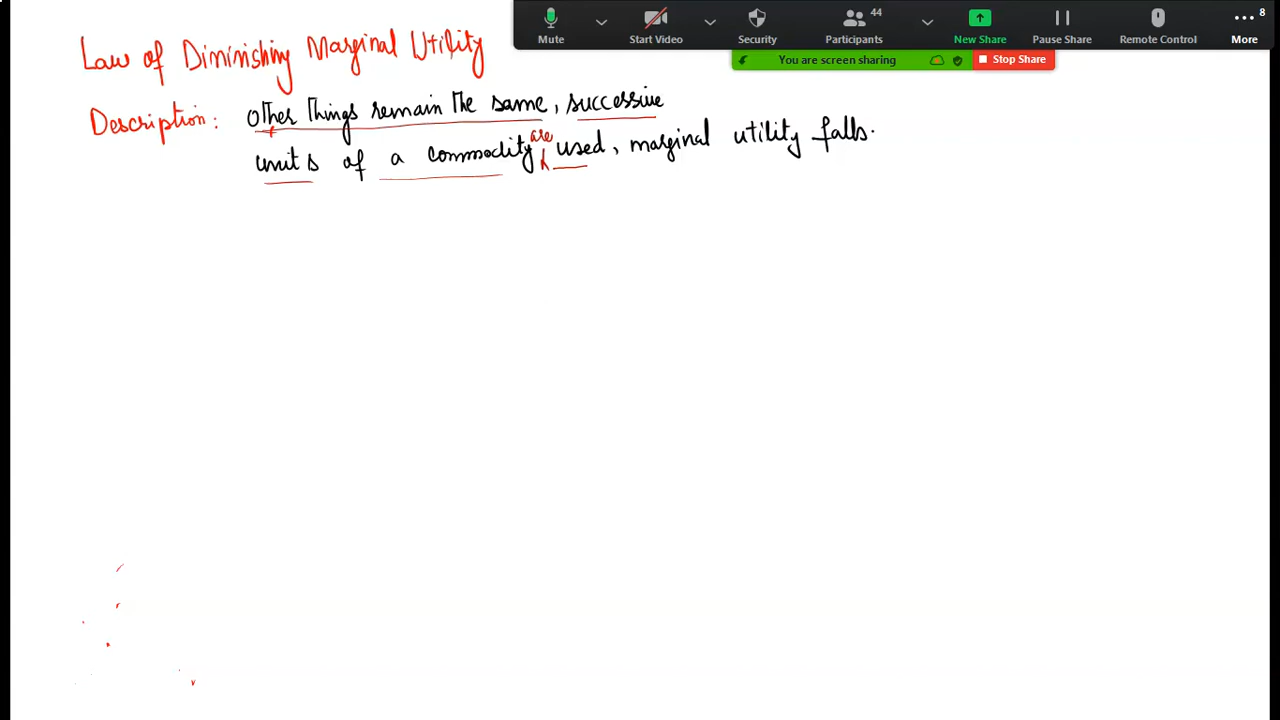 Law of Diminishing Marginal Utility
Description: Other things remain the same, successive
units of a commodity are used, marginal utility falls.
Mute
Start Video
Security
44
Participants
New Share
Pause Share
Remote Control
8
More
You are screen sharing
Stop Share